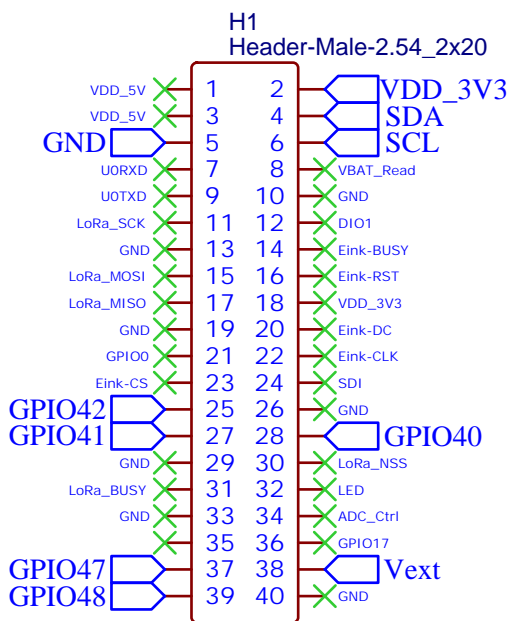 H1
Header-Male-2.54_2x20
VDD_5V 1 2 VDD_3V3
VDD_5V 3 4 SDA
GND 5 6 SCL
U0RXD 7 8 VBAT_Read
U0TXD 9 10 GND
LoRa_SCK 11 12 DIO1
GND 13 14 Eink-BUSY
LoRa_MOSI 15 16 Eink-RST
LoRa_MISO 17 18 VDD_3V3
GND 19 20 Eink-DC
GPIO0 21 22 Eink-CLK
Eink-CS 23 24 SDI
GPIO42 25 26 GND
GPIO41 27 28 GPIO40
GND 29 30 LoRa_NSS
LoRa_BUSY 31 32 LED
GND 33 34 ADC_Ctrl
35 36 GPIO17
GPIO47 37 38 Vext
GPIO48 39 40 GND